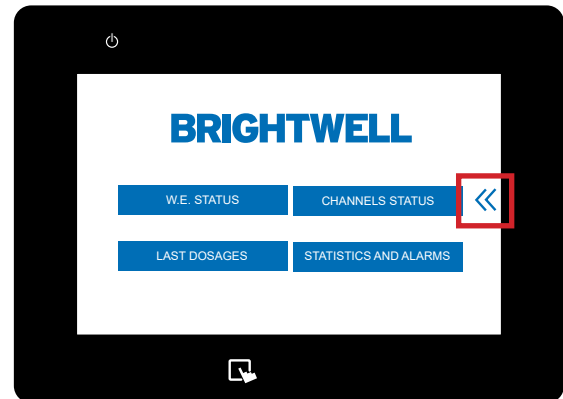 BRIGHTWELL
W.E. STATUS
CHANNELS STATUS
LAST DOSAGES
STATISTICS AND ALARMS